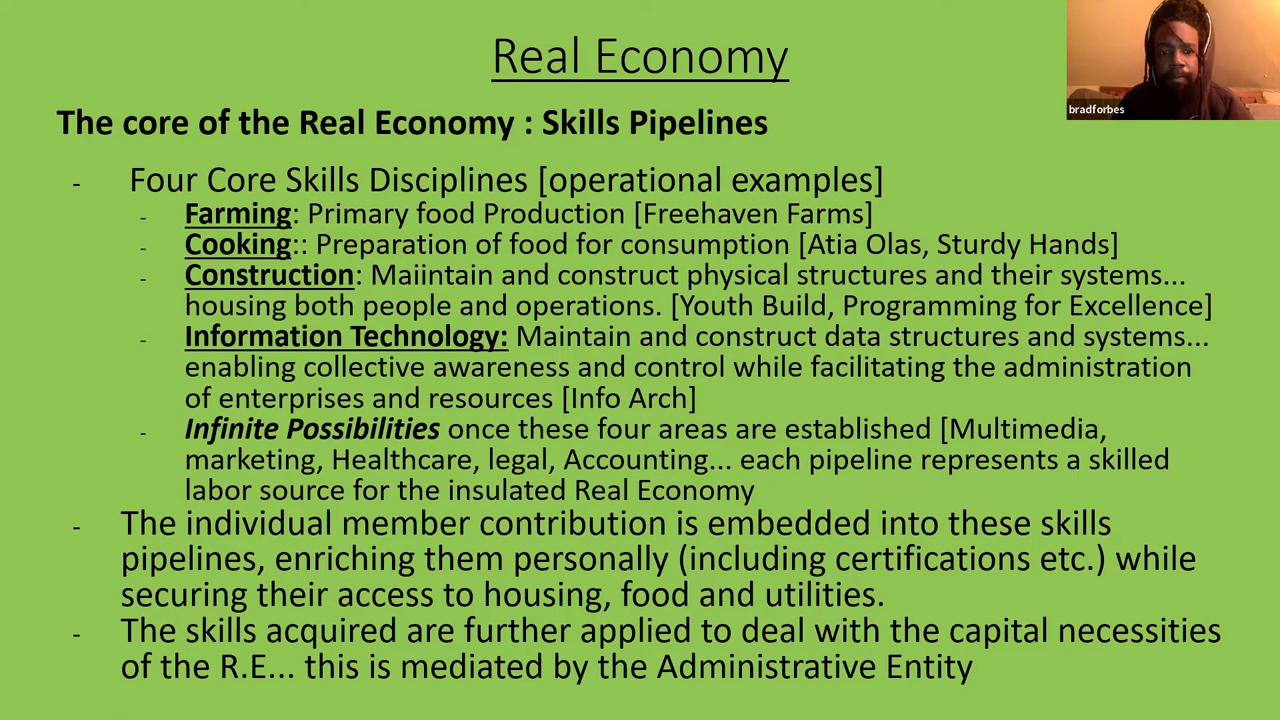 Real Economy
bradforbes
The core of the Real Economy : Skills Pipelines
- Four Core Skills Disciplines [operational examples]
- Farming: Primary food Production [Freehaven Farms]
- Cooking:: Preparation of food for consumption [Atia Olas, Sturdy Hands]
- Construction: Maiintain and construct physical structures and their systems...
housing both people and operations. [Youth Build, Programming for Excellence]
- Information Technology: Maintain and construct data structures and systems...
enabling collective awareness and control while facilitating the administration
of enterprises and resources [Info Arch]
- Infinite Possibilities once these four areas are established [Multimedia,
marketing, Healthcare, legal, Accounting... each pipeline represents a skilled
labor source for the insulated Real Economy
- The individual member contribution is embedded into these skills
pipelines, enriching them personally (including certifications etc.) while
securing their access to housing, food and utilities.
- The skills acquired are further applied to deal with the capital necessities
of the R.E... this is mediated by the Administrative Entity